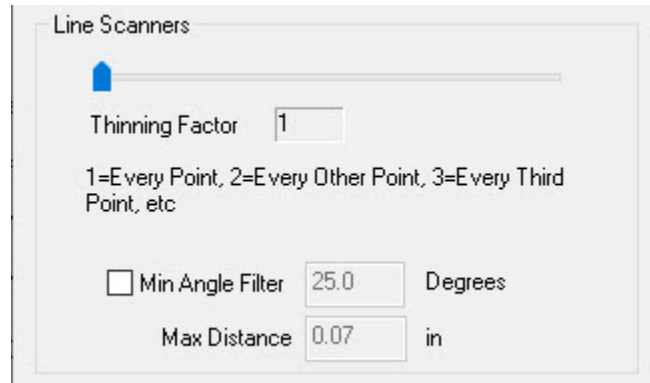 Line Scanners
Thinning Factor 1
1=Every Point, 2=Every Other Point, 3=Every Third
Point, etc
Min Angle Filter 25.0 Degrees
Max Distance 0.07 in